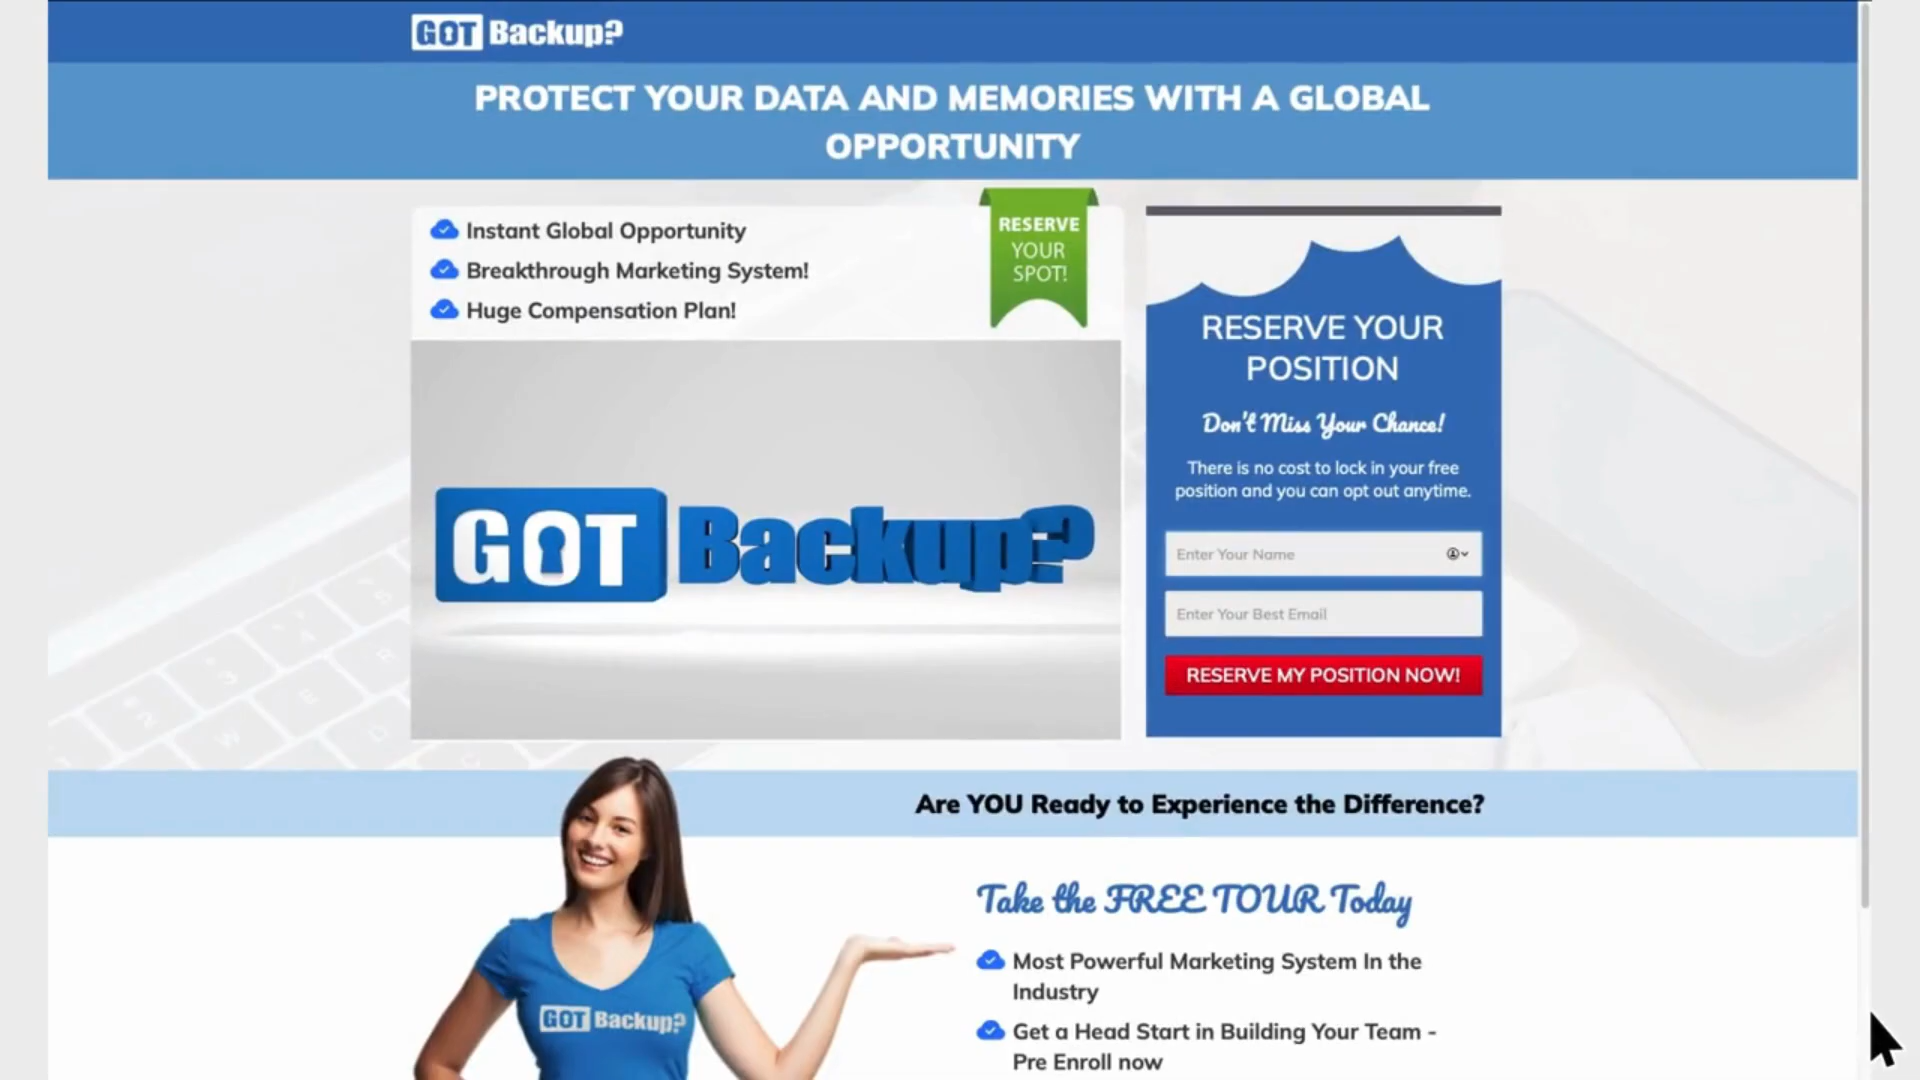 GOT Backup?
PROTECT YOUR DATA AND MEMORIES WITH A GLOBAL
OPPORTUNITY
Instant Global Opportunity
Breakthrough Marketing System!
Huge Compensation Plan!
RESERVE
YOUR
SPOT!
GOT Backup?
RESERVE YOUR
POSITION
Don't Miss Your Chance!
There is no cost to lock in your free
position and you can opt out anytime.
Enter Your Name
Enter Your Best Email
RESERVE MY POSITION NOW!
Are YOU Ready to Experience the Difference?
Take the FREE TOUR Today
Most Powerful Marketing System In the
Industry
Get a Head Start in Building Your Team -
Pre Enroll now
GOT Backup?